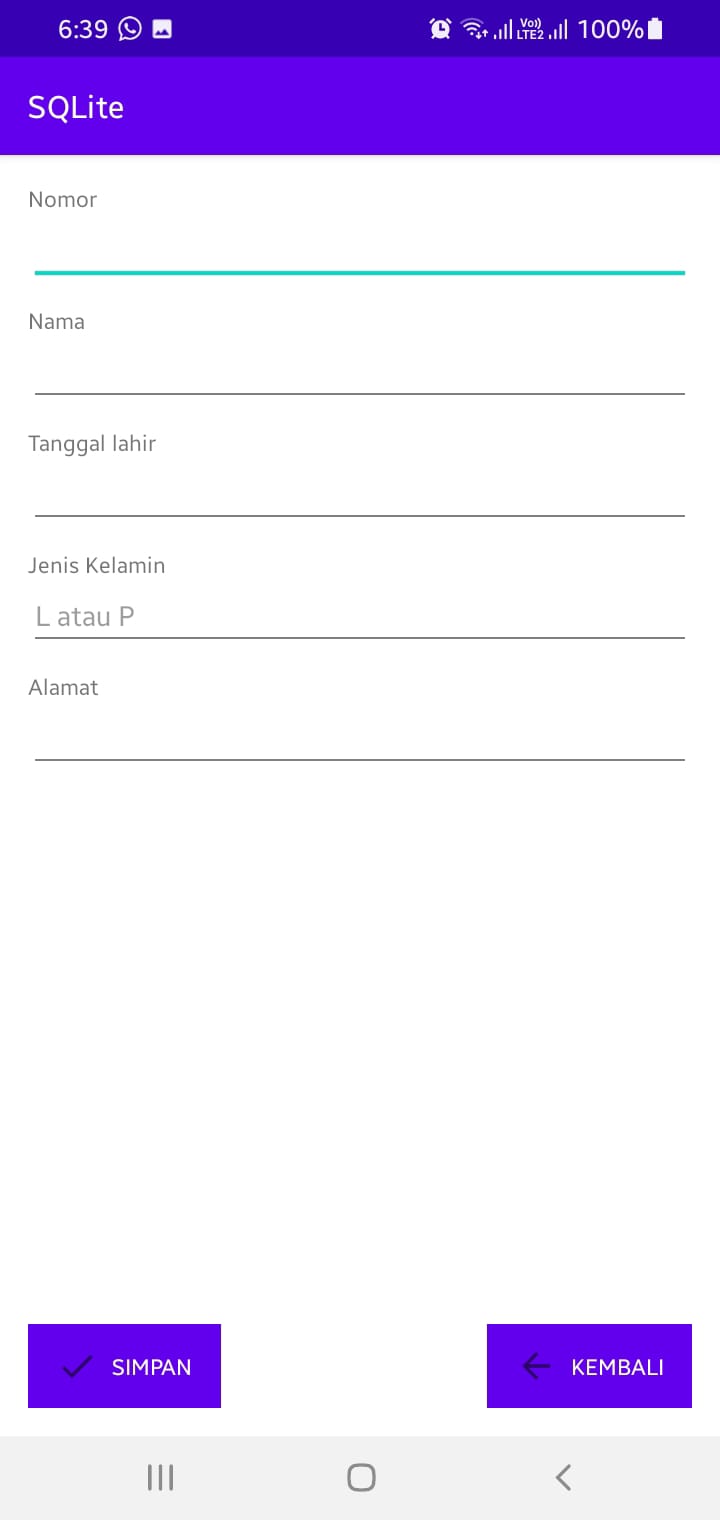 6:39 Vo)) LTE2 100%
SQLite
Nomor
Nama
Tanggal lahir
Jenis Kelamin
L atau P
Alamat
SIMPAN KEMBALI